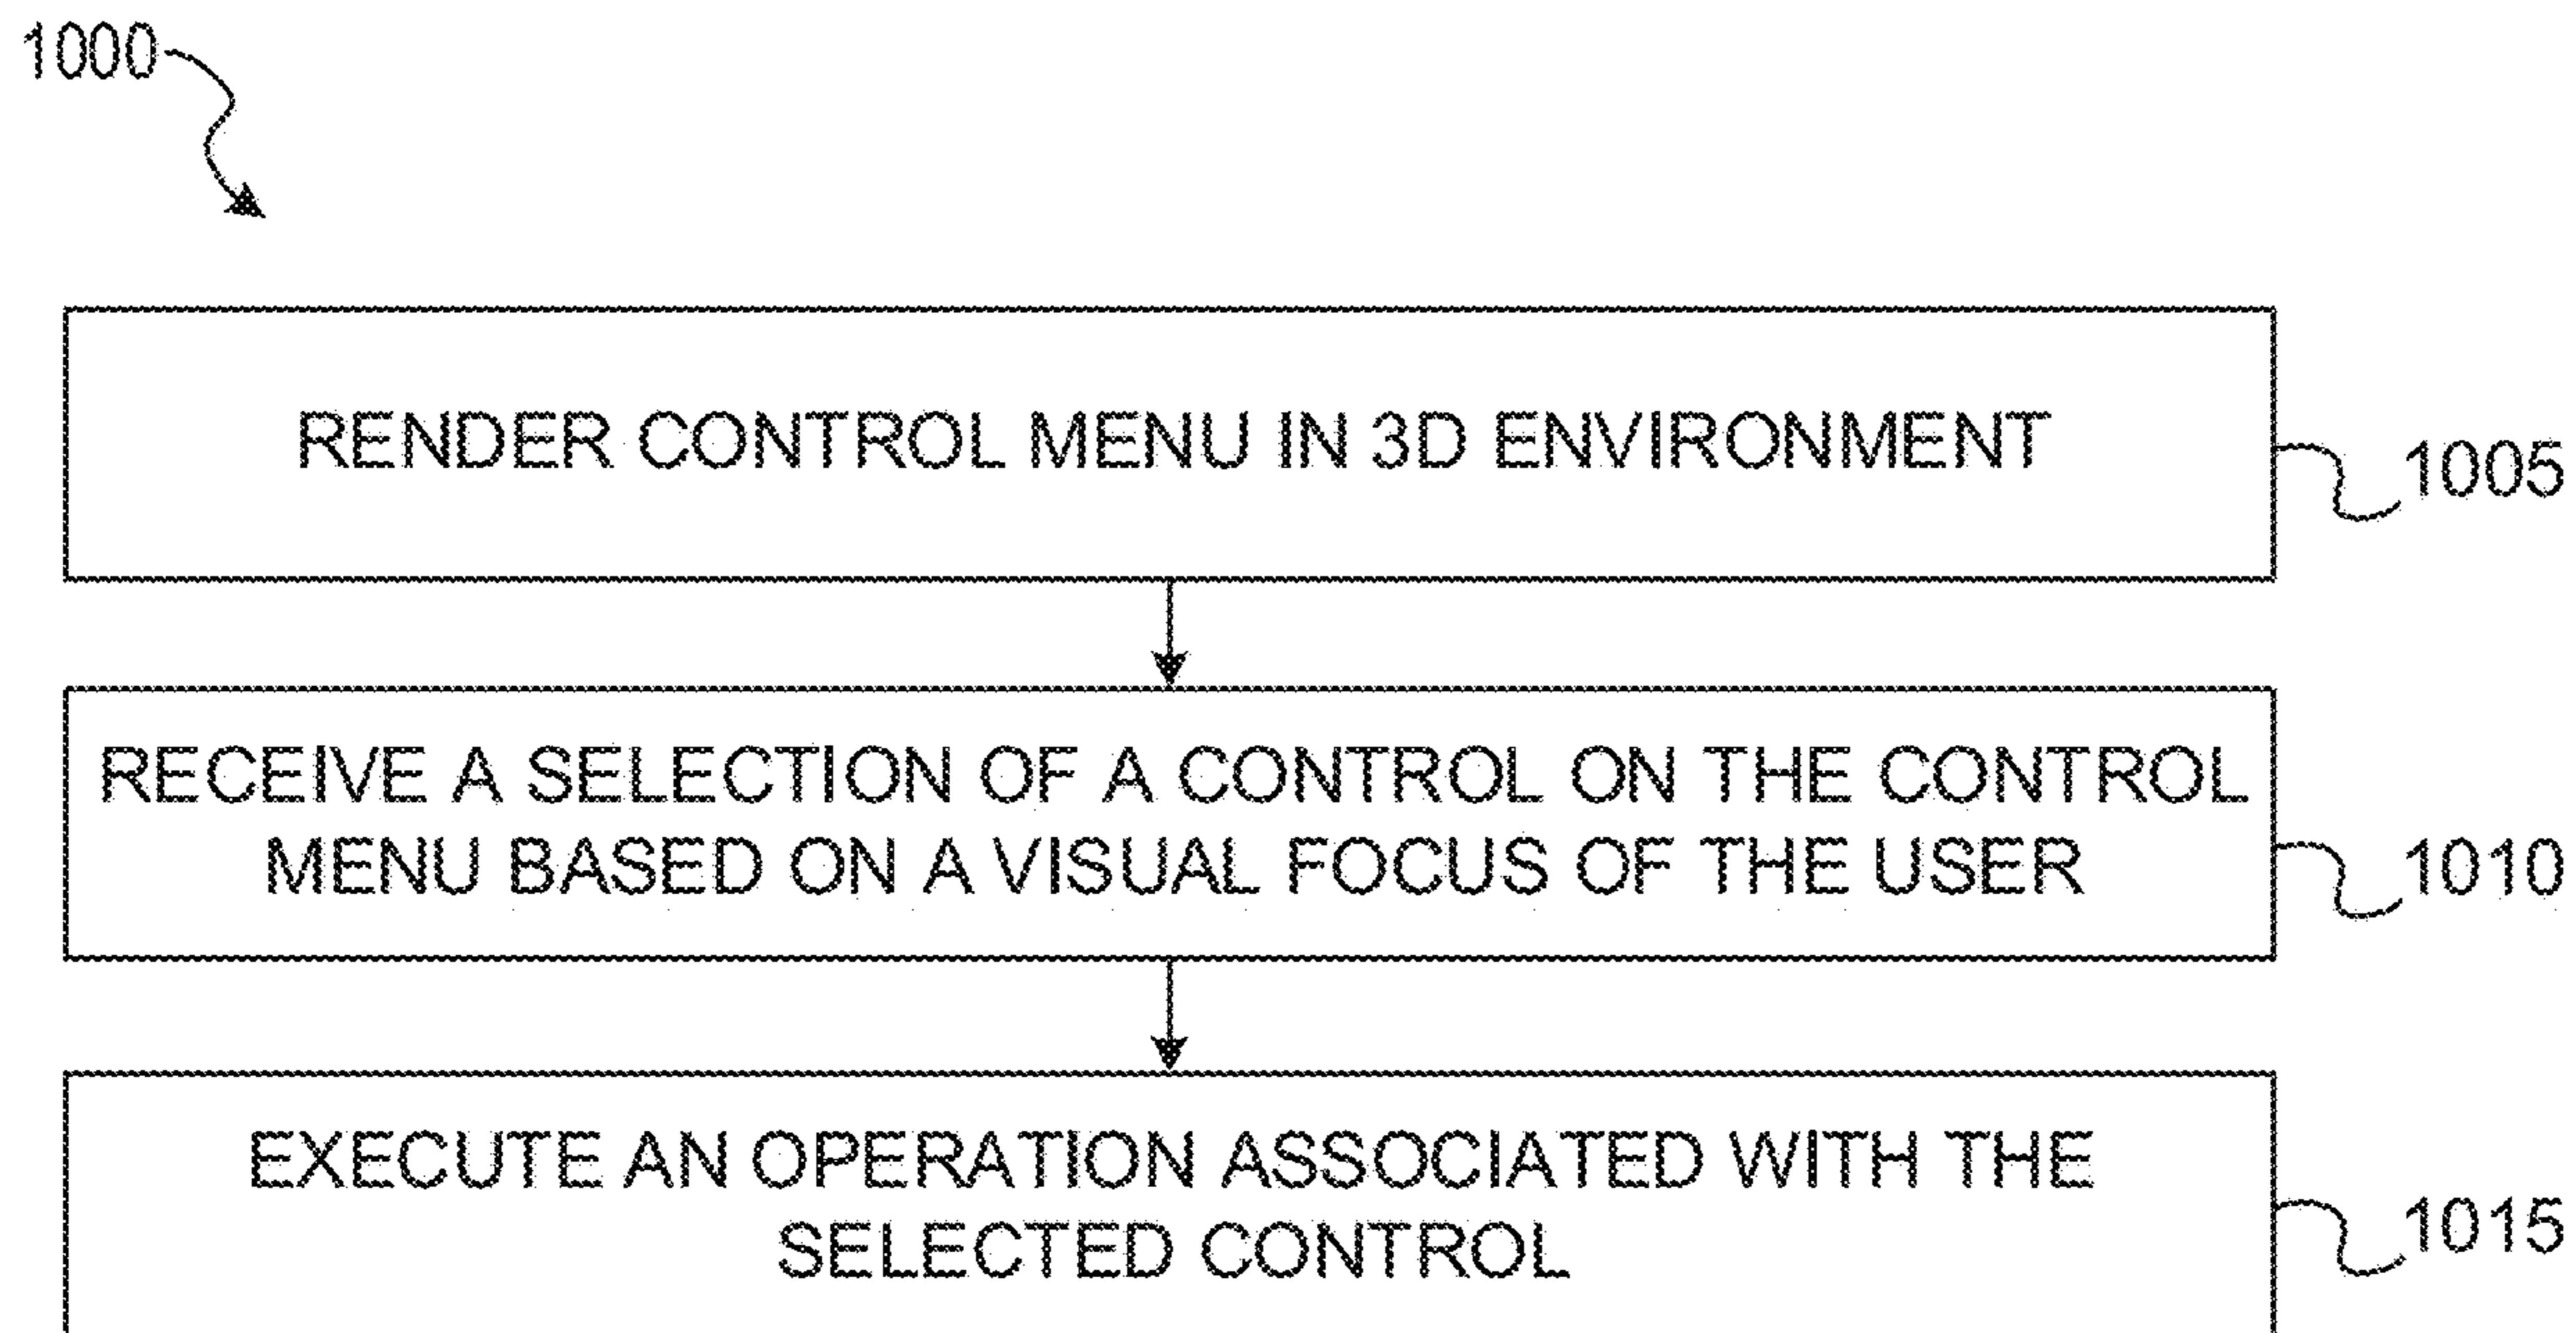 1000
RENDER CONTROL MENU IN 3D ENVIRONMENT
1005
RECEIVE A SELECTION OF A CONTROL ON THE CONTROL
MENU BASED ON A VISUAL FOCUS OF THE USER
1010
EXECUTE AN OPERATION ASSOCIATED WITH THE
SELECTED CONTROL
1015